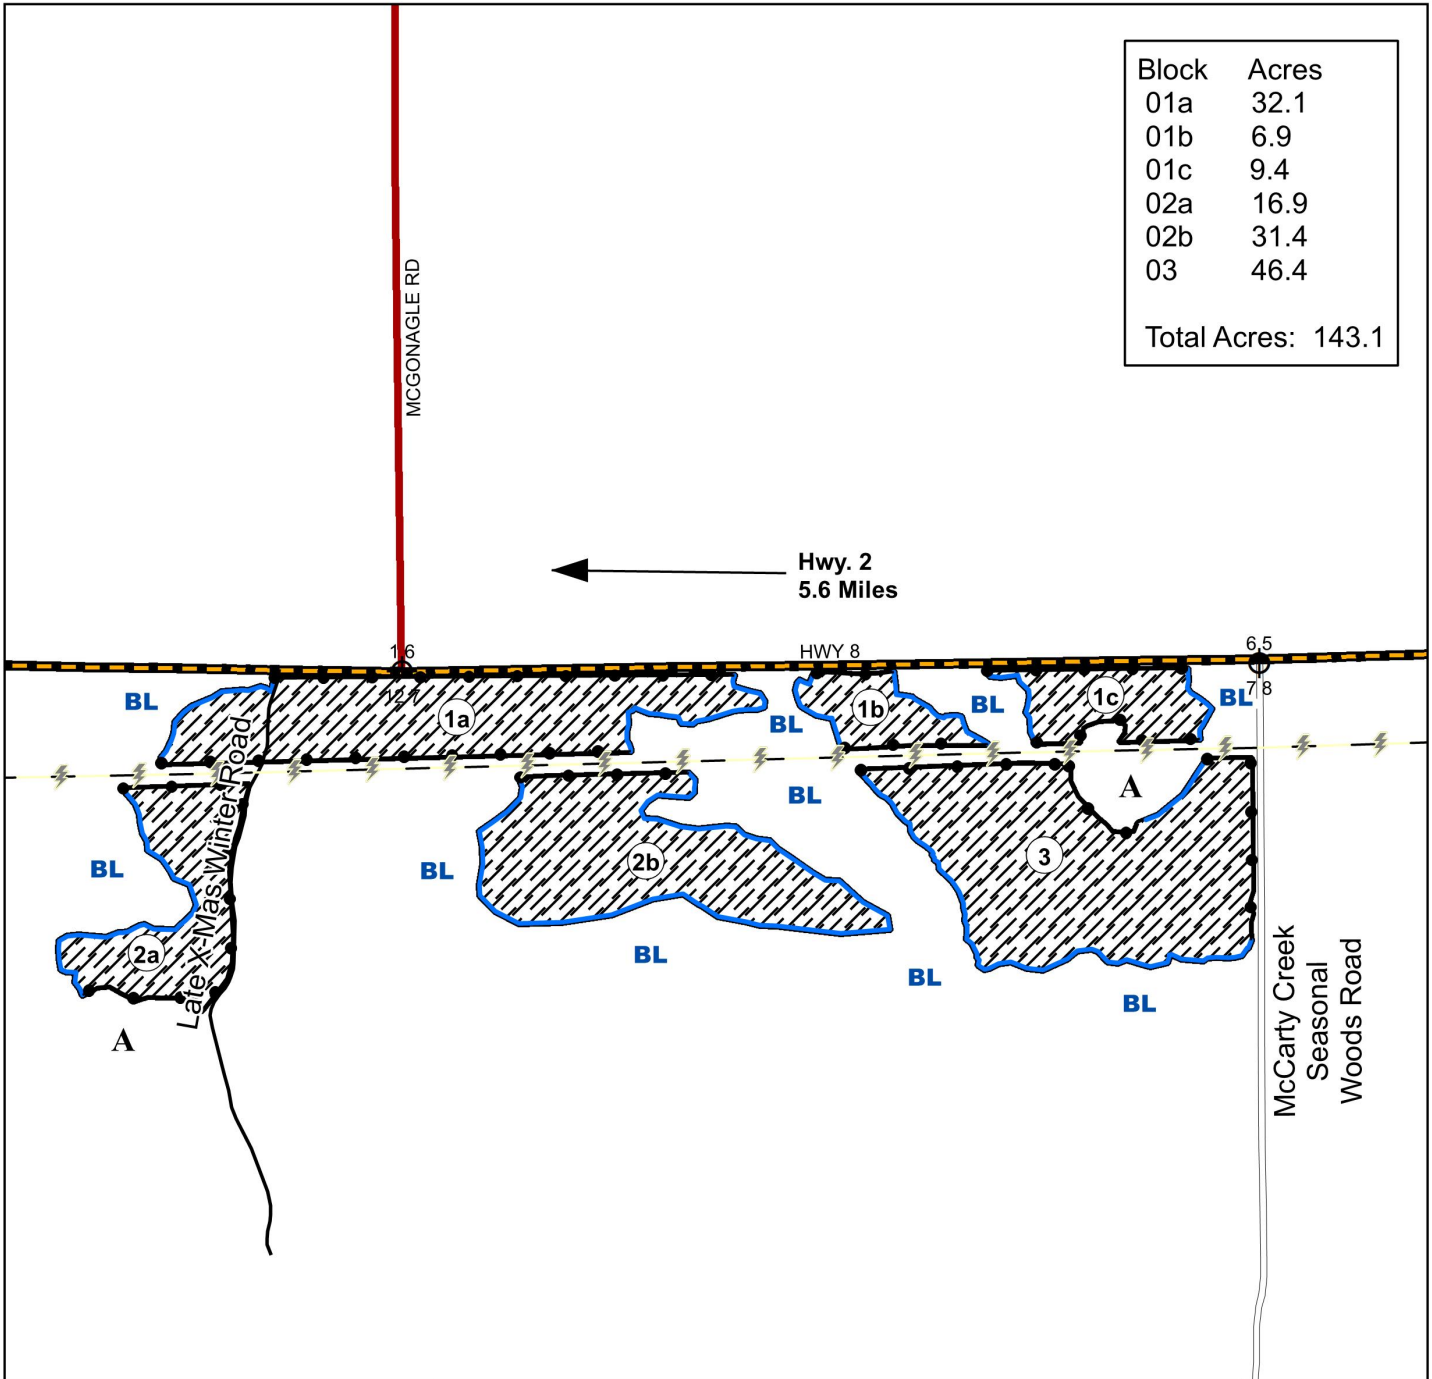 Block Acres
01a 32.1
01b 6.9
01c 9.4
02a 16.9
02b 31.4
03 46.4
Total Acres: 143.1
MCGONAGLE RD
Hwy. 2
5.6 Miles
HWY 8
1 6
12 7
6 5
7 8
BL
1a
BL
1b
BL
1c
BL
A
BL
BL
BL
2b
3
2a
BL
BL
BL
A
Late X-Mas Winter Road
McCarty Creek
Seasonal
Woods Road